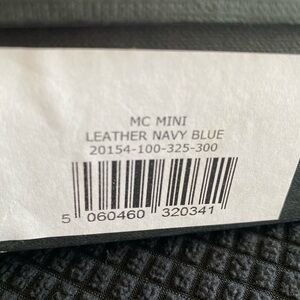 MC MINI
LEATHER NAVY BLUE
20154-100-325-300
5 060460 320341